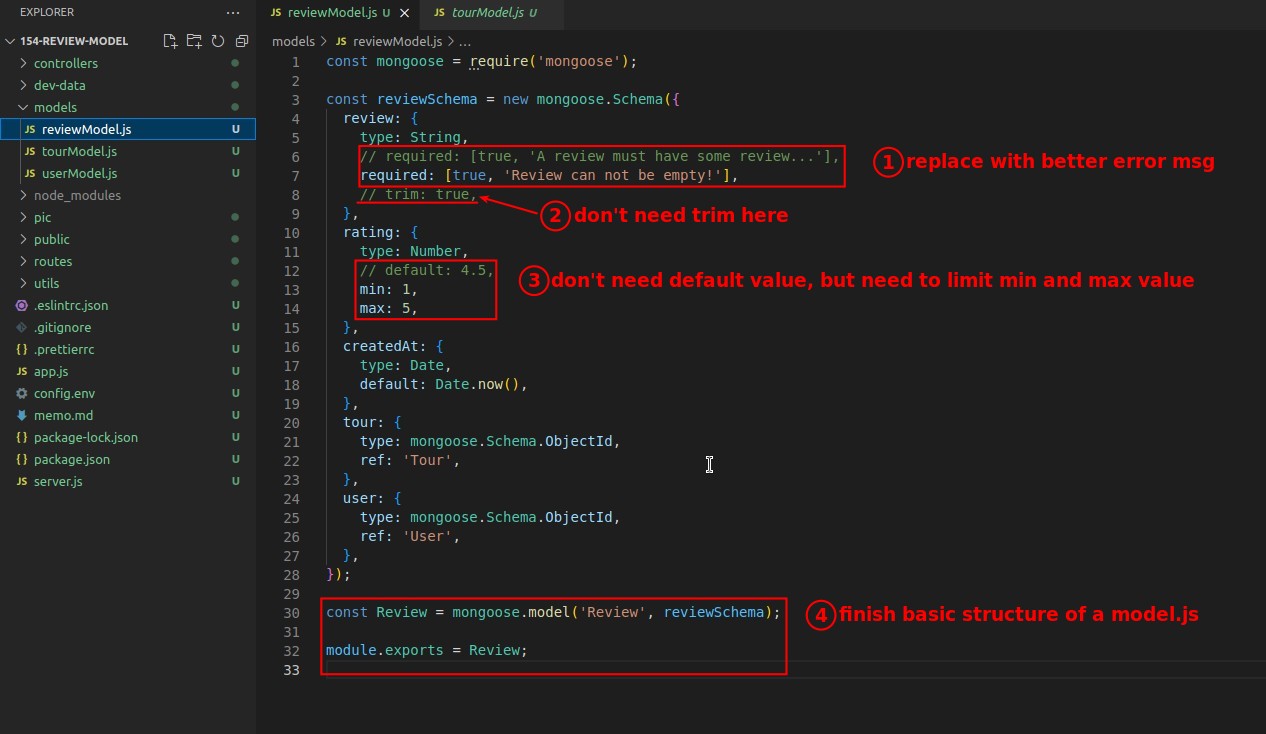 EXPLORER ···
reviewModel.js U
JS tourModel.js U
154-REVIEW-MODEL
models > JS reviewModel.js > ...
controllers
dev-data
models
JS reviewModel.js U
JS tourModel.js U
JS userModel.js U
node_modules
pic
public
routes
utils
.eslintrc.json U
.gitignore U
{} .prettierrc U
JS app.js U
config.env U
memo.md U
{} package-lock.json U
{} package.json U
JS server.js U
1 const mongoose = require('mongoose');
2
3 const reviewSchema = new mongoose.Schema({
4 review: {
5 type: String,
6 // required: [true, 'A review must have some review...'],
7 required: [true, 'Review can not be empty!'],
8 // trim: true,
9 },
10 rating: {
11 type: Number,
12 // default: 4.5,
13 min: 1,
14 max: 5,
15 },
16 createdAt: {
17 type: Date,
18 default: Date.now(),
19 },
20 tour: {
21 type: mongoose.Schema.ObjectId,
22 ref: 'Tour',
23 },
24 user: {
25 type: mongoose.Schema.ObjectId,
26 ref: 'User',
27 },
28 });
29
30 const Review = mongoose.model('Review', reviewSchema);
31
32 module.exports = Review;
33
1 replace with better error msg
2 don't need trim here
3 don't need default value, but need to limit min and max value
4 finish basic structure of a model.js